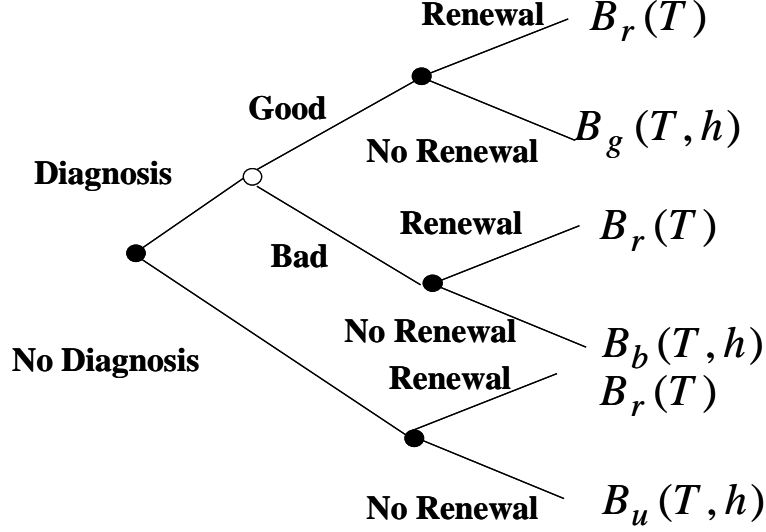 Renewal B_r(T)
Good
B_g(T,h)
No Renewal
Diagnosis
Renewal B_r(T)
Bad
No Renewal
B_b(T,h)
No Diagnosis
Renewal B_r(T)
No Renewal B_u(T,h)